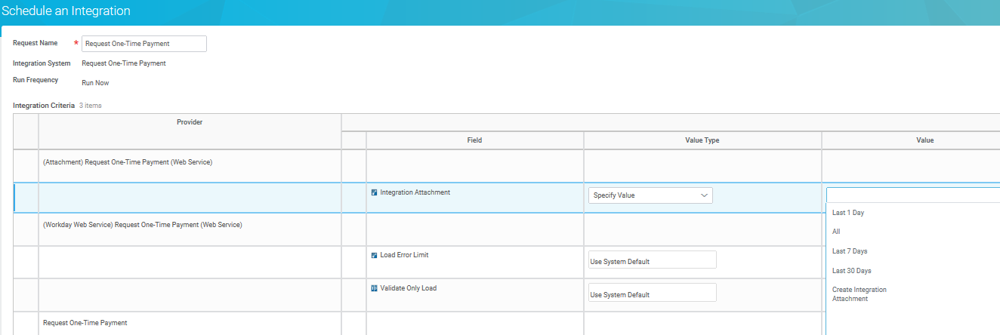 Schedule an Integration
Request Name * Request One-Time Payment
Integration System Request One-Time Payment
Run Frequency Run Now
Integration Criteria 3 items
Provider
Field Value Type Value
(Attachment) Request One-Time Payment (Web Service)
Integration Attachment Specify Value
Last 1 Day
All
Last 7 Days
Last 30 Days
Create Integration
Attachment
(Workday Web Service) Request One-Time Payment (Web Service)
Load Error Limit Use System Default
Validate Only Load Use System Default
Request One-Time Payment